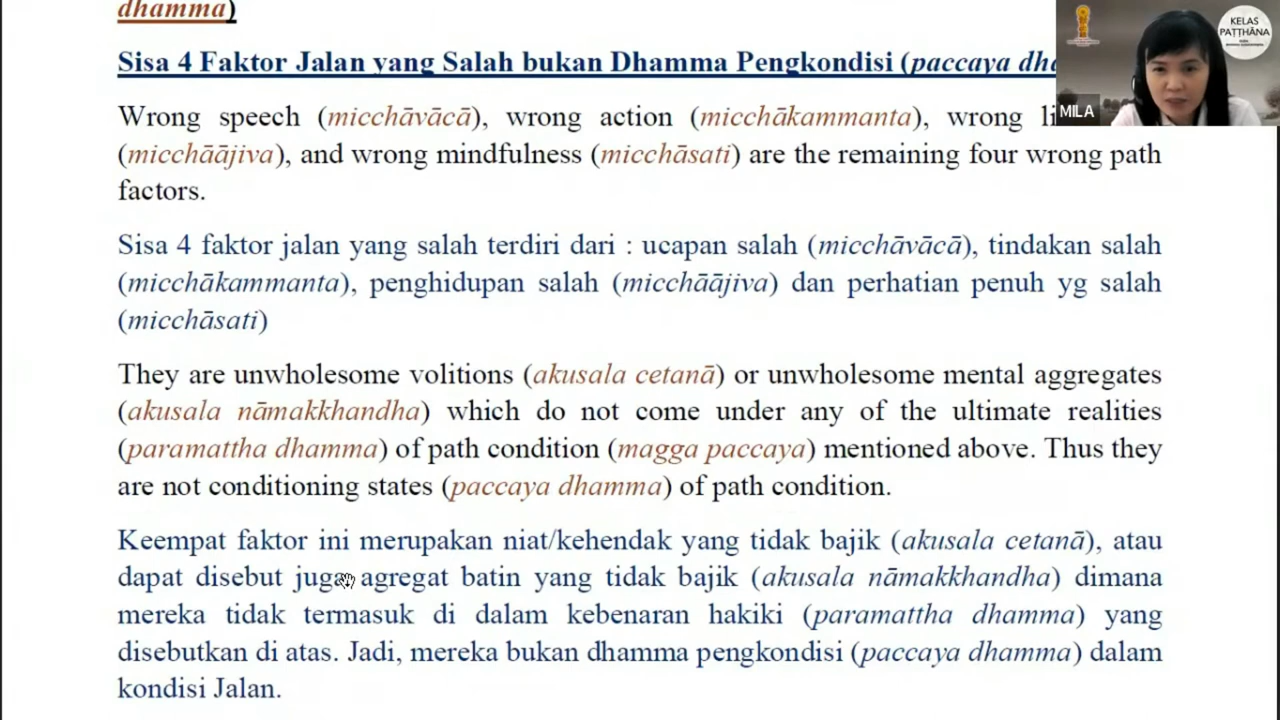 dhamma)
Sisa 4 Faktor Jalan yang Salah bukan Dhamma Pengkondisi (paccaya
Wrong speech (micchāvācā), wrong action (micchākammanta), wrong
(micchāājiva), and wrong mindfulness (micchāsati) are the remaining four wrong path
factors.
Sisa 4 faktor jalan yang salah terdiri dari : ucapan salah (micchāvācā), tindakan salah
(micchākammanta), penghidupan salah (micchāājiva) dan perhatian penuh yg salah
(micchāsati)
They are unwholesome volitions (akusala cetanā) or unwholesome mental aggregates
(akusala nāmakkhandha) which do not come under any of the ultimate realities
(paramattha dhamma) of path condition (magga paccaya) mentioned above. Thus they
are not conditioning states (paccaya dhamma) of path condition.
Keempat faktor ini merupakan niat/kehendak yang tidak bajik (akusala cetanā), atau
dapat disebut juga agregat batin yang tidak bajik (akusala nāmakkhandha) dimana
mereka tidak termasuk di dalam kebenaran hakiki (paramattha dhamma) yang
disebutkan di atas. Jadi, mereka bukan dhamma pengkondisi (paccaya dhamma) dalam
kondisi Jalan.
MILA
KELAS
PAṬṬHĀNA